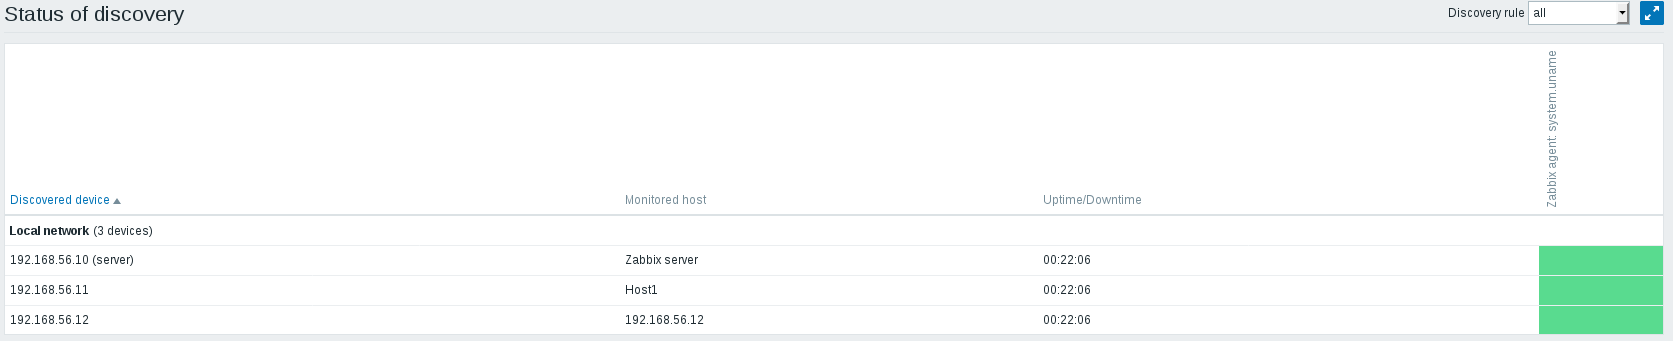 Status of discovery
Discovery rule all
Zabbix agent: system.uname
Discovered device Monitored host Uptime/Downtime
Local network (3 devices)
192.168.56.10 (server) Zabbix server 00:22:06
192.168.56.11 Host1 00:22:06
192.168.56.12 192.168.56.12 00:22:06